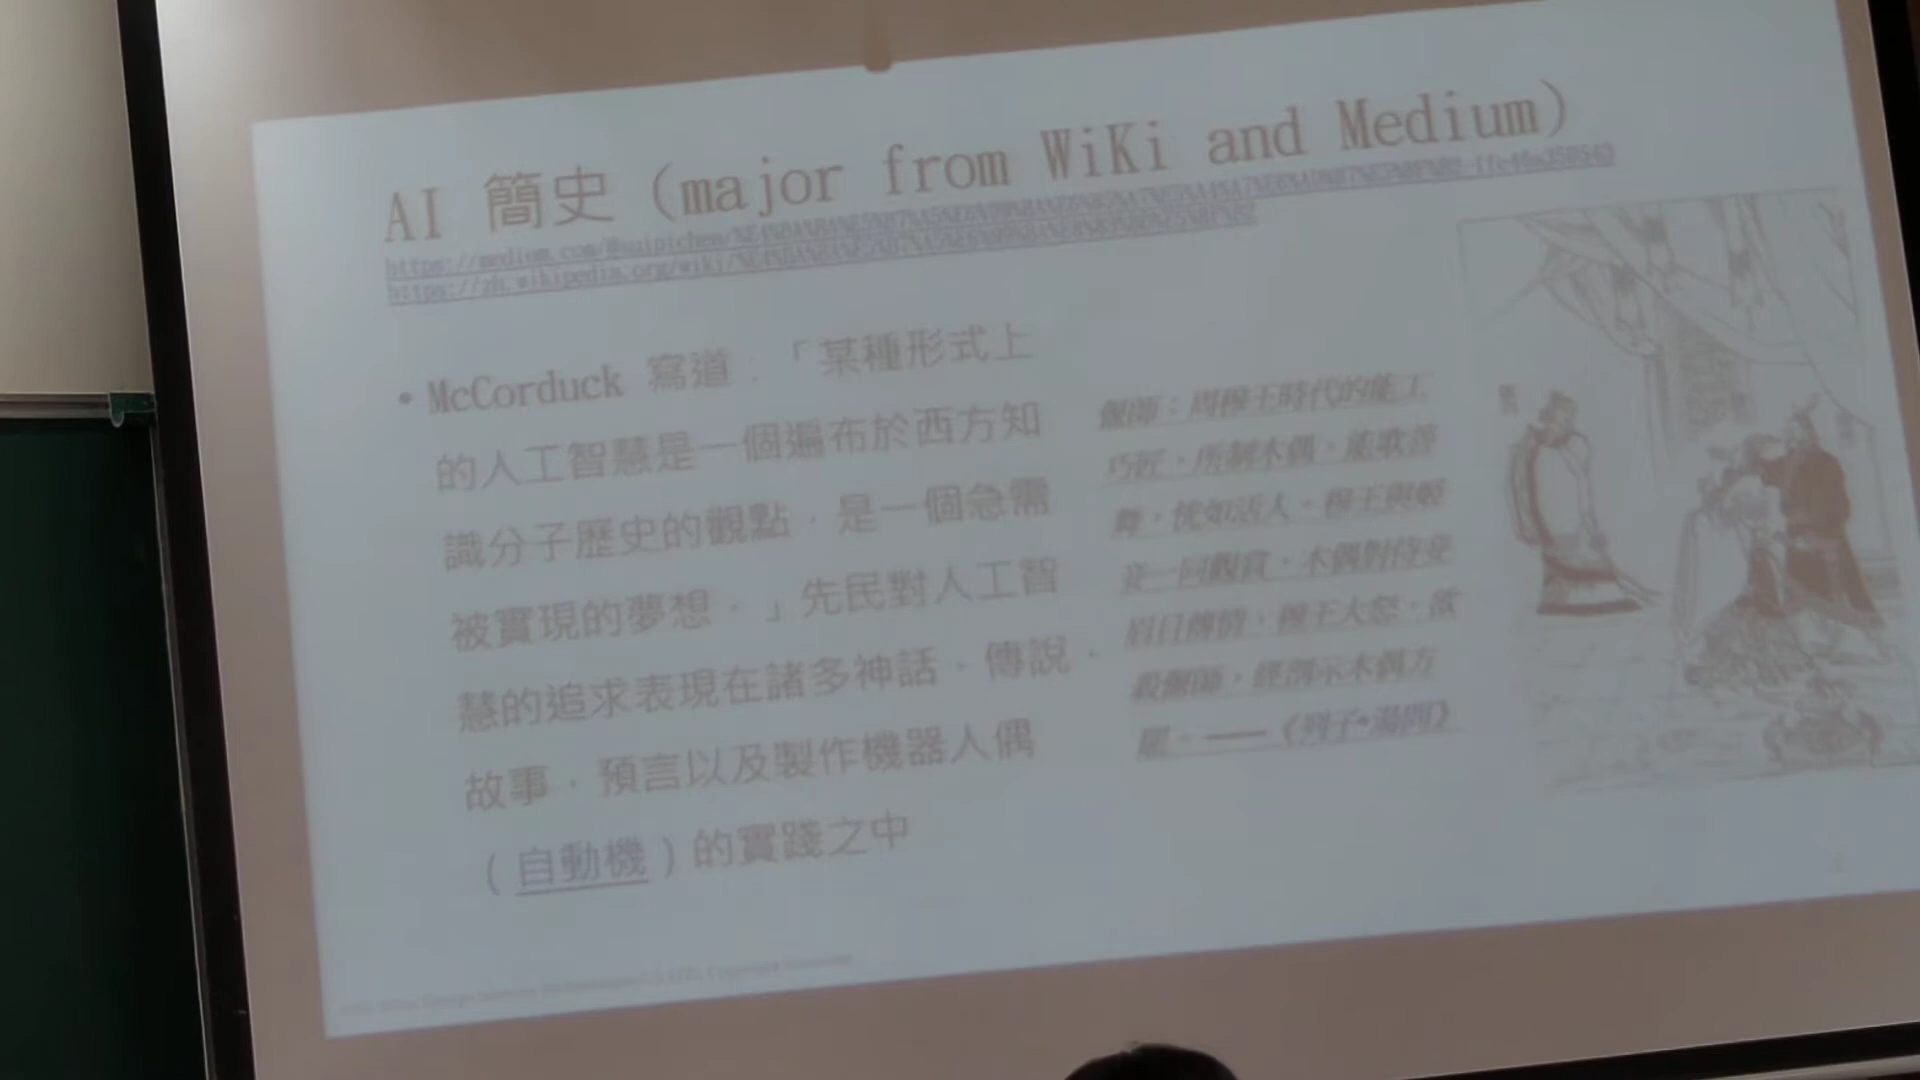 AI 簡史 (major from WiKi and Medium)
• McCorduck 寫道：「某種形式上
的人工智慧是一個遍布於西方知
識分子歷史的觀點，是一個急需
被實現的夢想，」先民對人工智
慧的追求表現在諸多神話，傳說，
故事，預言以及製作機器人偶
（自動機）的實踐之中
偃師：周穆王時代的能工
巧匠，所制木偶，能歌善
舞，恍如活人。穆王與姬
妾一同觀賞，木偶對侍妾
眉目傳情，穆王大怒，欲
殺偃師，經剖示木偶方
罷。——《列子•湯問》